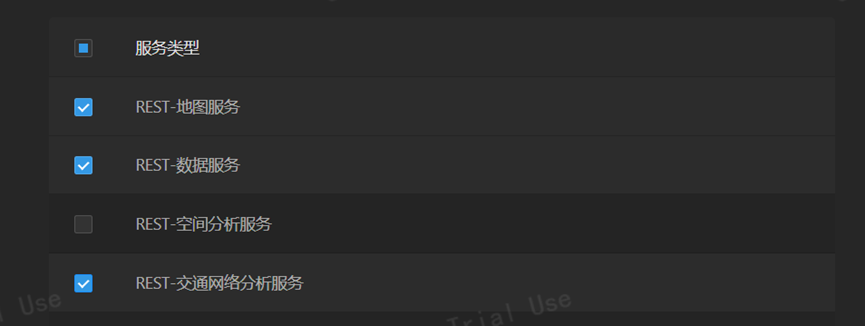 服务类型
REST-地图服务
REST-数据服务
REST-空间分析服务
REST-交通网络分析服务
l Use
Trial Use